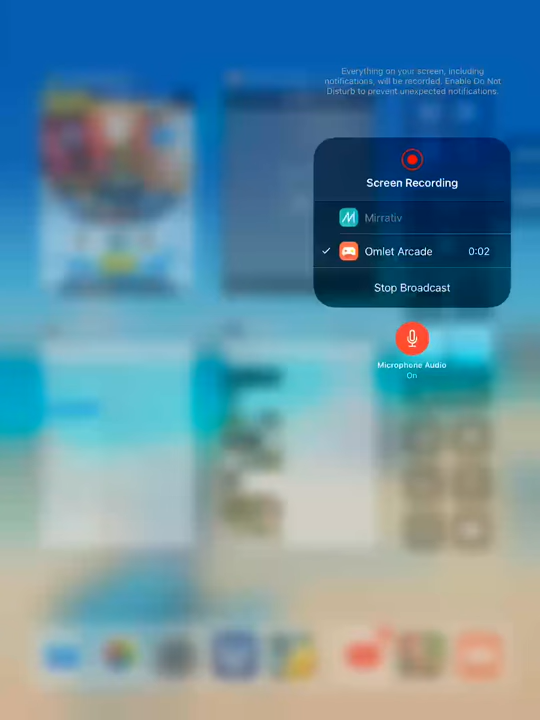 Everything on your screen, including
notifications, will be recorded. Enable Do Not
Disturb to prevent unexpected notifications.
Screen Recording
Mirrativ
Omlet Arcade 0:02
Stop Broadcast
Microphone Audio
On